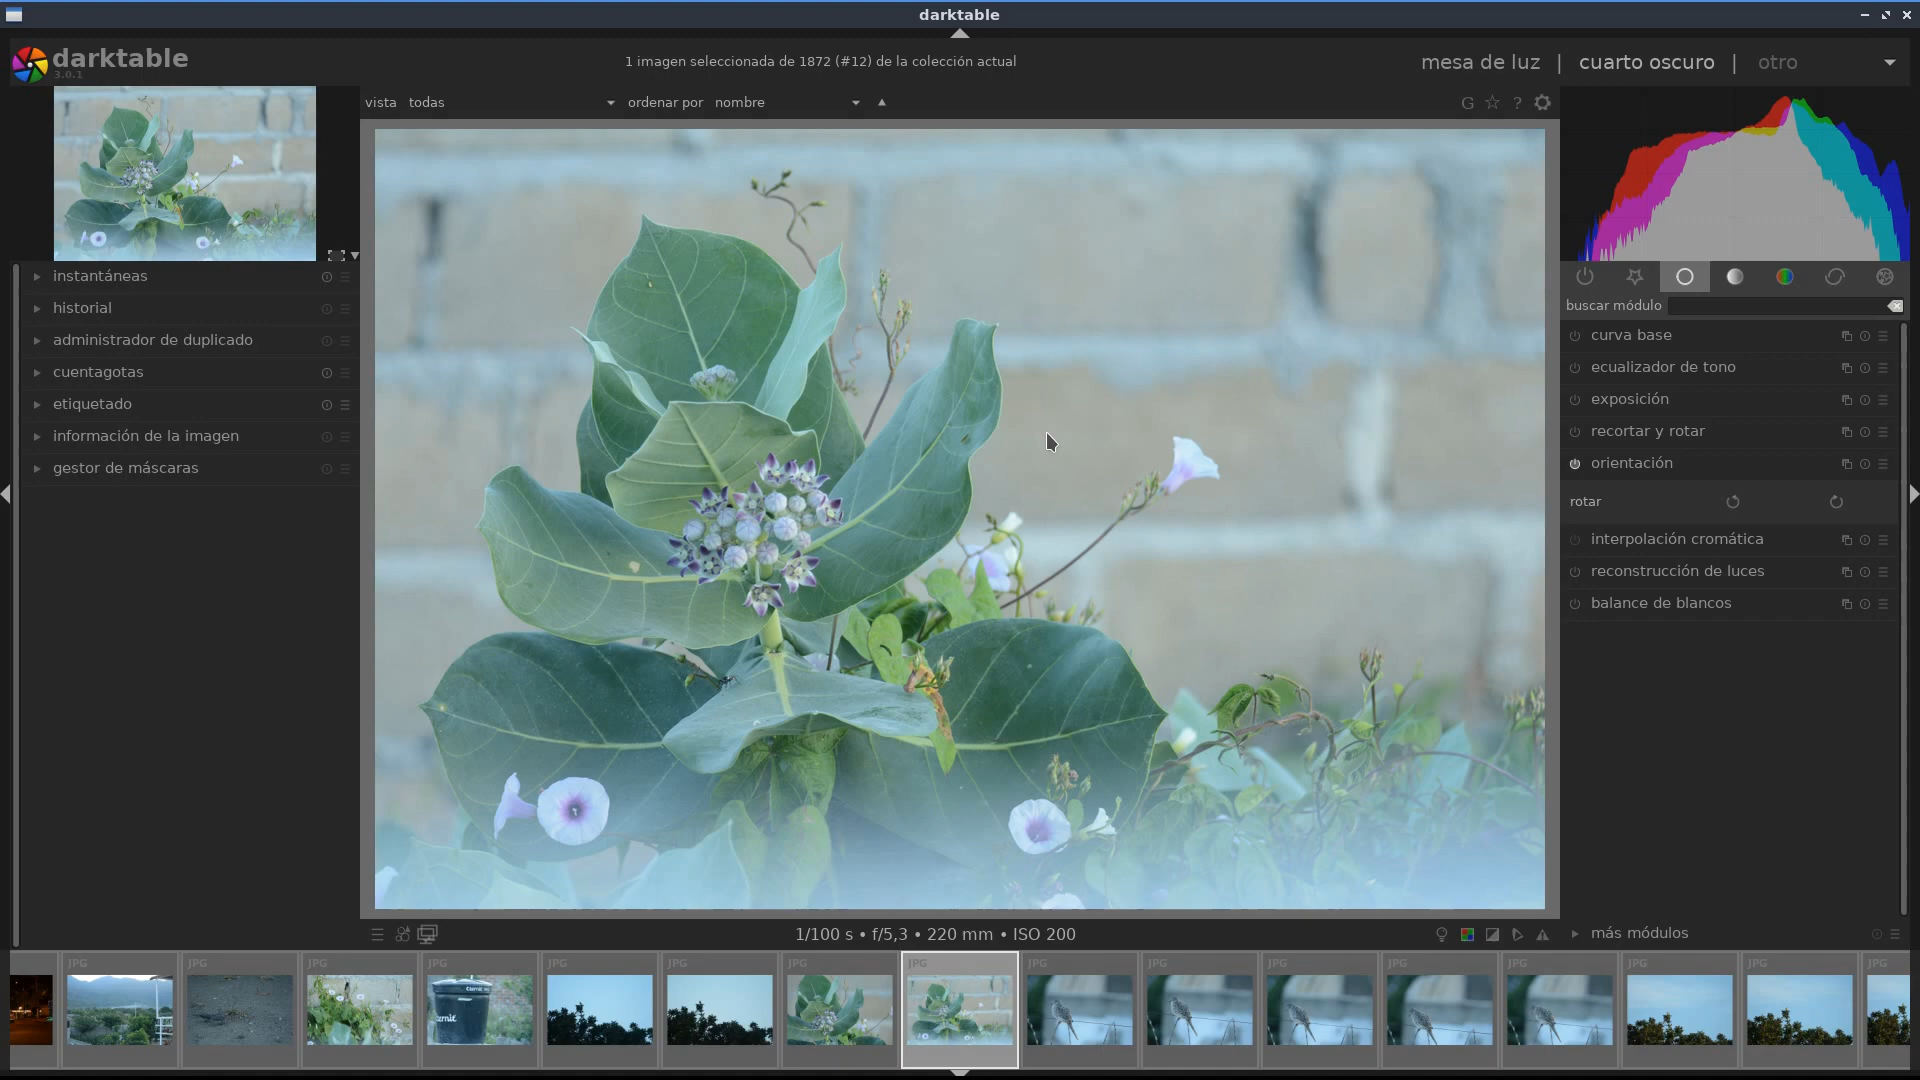 darktable
darktable
3.0.1
1 imagen seleccionada de 1872 (#12) de la colección actual
mesa de luz | cuarto oscuro | otro
vista todas ordenar por nombre
G ☆ ?
instantáneas
historial
administrador de duplicado
cuentagotas
etiquetado
información de la imagen
gestor de máscaras
buscar módulo
curva base
ecualizador de tono
exposición
recortar y rotar
orientación
rotar
interpolación cromática
reconstrucción de luces
balance de blancos
más módulos
1/100 s • f/5,3 • 220 mm • ISO 200
JPG JPG JPG JPG JPG JPG JPG JPG JPG JPG JPG JPG JPG JPG JPG JPG